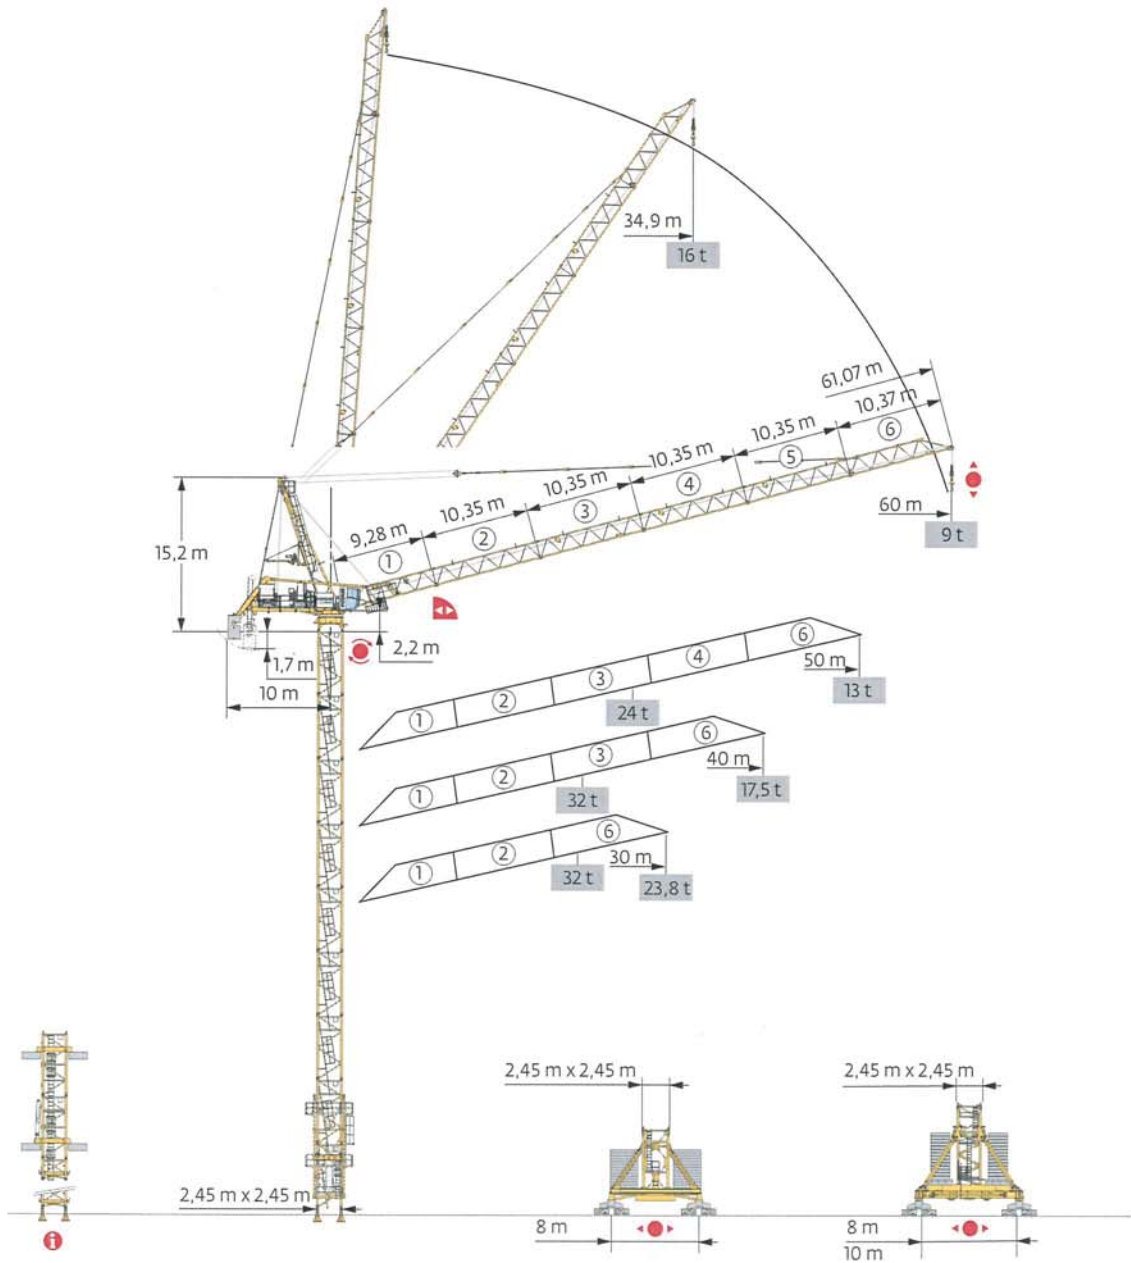 34,9 m
16 t
61,07 m
10,37 m
⑥
10,35 m
⑤
10,35 m
④
10,35 m
③
10,35 m
②
9,28 m
①
60 m
9 t
15,2 m
2,2 m
1,7 m
10 m
① ② ③ ④ ⑥
50 m
13 t
24 t
① ② ③ ⑥
40 m
17,5 t
32 t
① ② ⑥
30 m
23,8 t
32 t
2,45 m x 2,45 m
2,45 m x 2,45 m
2,45 m x 2,45 m
8 m
8 m
10 m
i